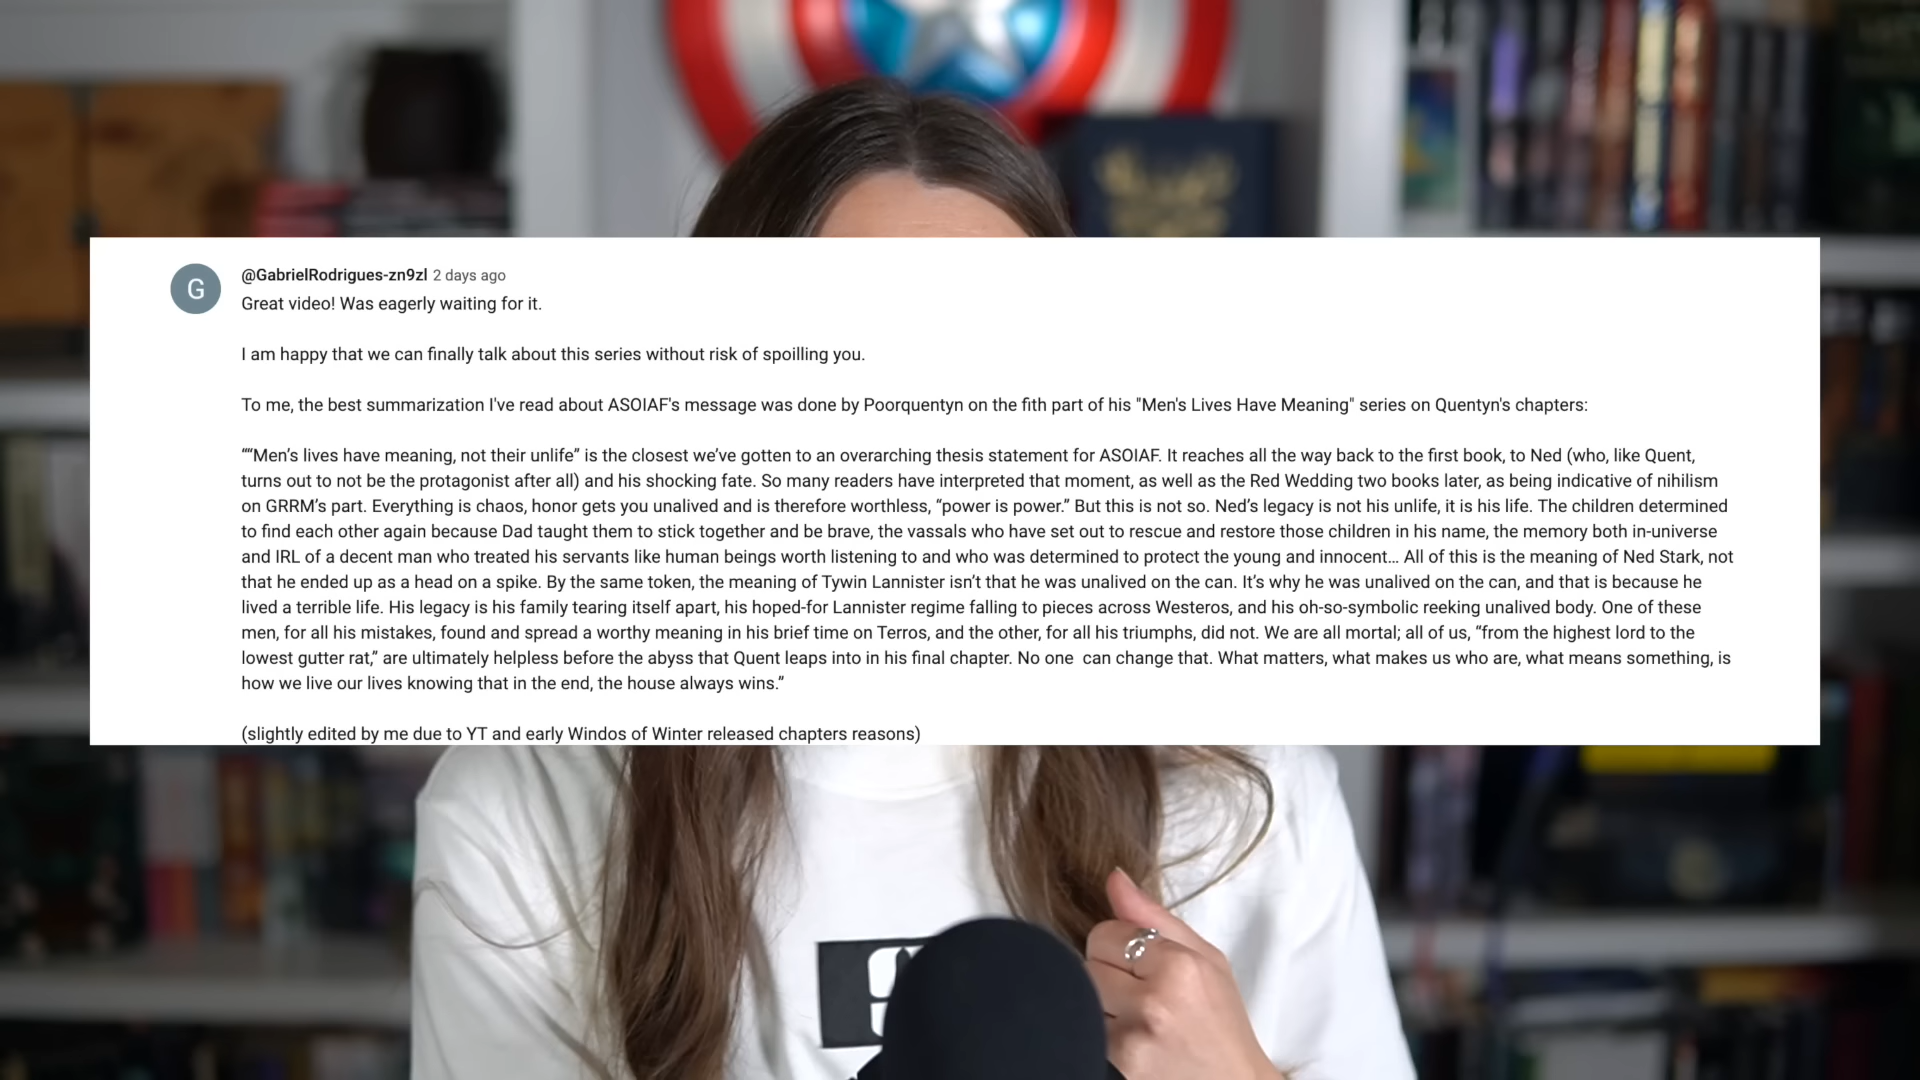 G
@GabrielRodrigues-zn9zl 2 days ago
Great video! Was eagerly waiting for it.
I am happy that we can finally talk about this series without risk of spoilling you.
To me, the best summarization I've read about ASOIAF's message was done by Poorquentyn on the fith part of his "Men's Lives Have Meaning" series on Quentyn's chapters:
““Men’s lives have meaning, not their unlife” is the closest we’ve gotten to an overarching thesis statement for ASOIAF. It reaches all the way back to the first book, to Ned (who, like Quent,
turns out to not be the protagonist after all) and his shocking fate. So many readers have interpreted that moment, as well as the Red Wedding two books later, as being indicative of nihilism
on GRRM’s part. Everything is chaos, honor gets you unalived and is therefore worthless, “power is power.” But this is not so. Ned’s legacy is not his unlife, it is his life. The children determined
to find each other again because Dad taught them to stick together and be brave, the vassals who have set out to rescue and restore those children in his name, the memory both in-universe
and IRL of a decent man who treated his servants like human beings worth listening to and who was determined to protect the young and innocent… All of this is the meaning of Ned Stark, not
that he ended up as a head on a spike. By the same token, the meaning of Tywin Lannister isn’t that he was unalived on the can. It’s why he was unalived on the can, and that is because he
lived a terrible life. His legacy is his family tearing itself apart, his hoped-for Lannister regime falling to pieces across Westeros, and his oh-so-symbolic reeking unalived body. One of these
men, for all his mistakes, found and spread a worthy meaning in his brief time on Terros, and the other, for all his triumphs, did not. We are all mortal; all of us, “from the highest lord to the
lowest gutter rat,” are ultimately helpless before the abyss that Quent leaps into in his final chapter. No one  can change that. What matters, what makes us who are, what means something, is
how we live our lives knowing that in the end, the house always wins.”
(slightly edited by me due to YT and early Windos of Winter released chapters reasons)